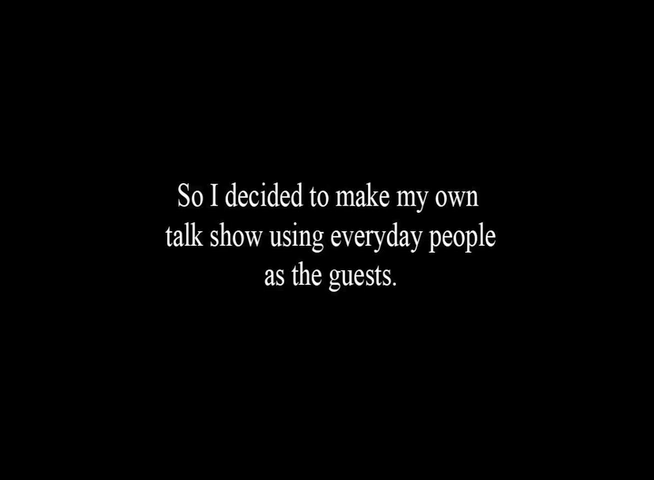 So I decided to make my own
talk show using everyday people
as the guests.